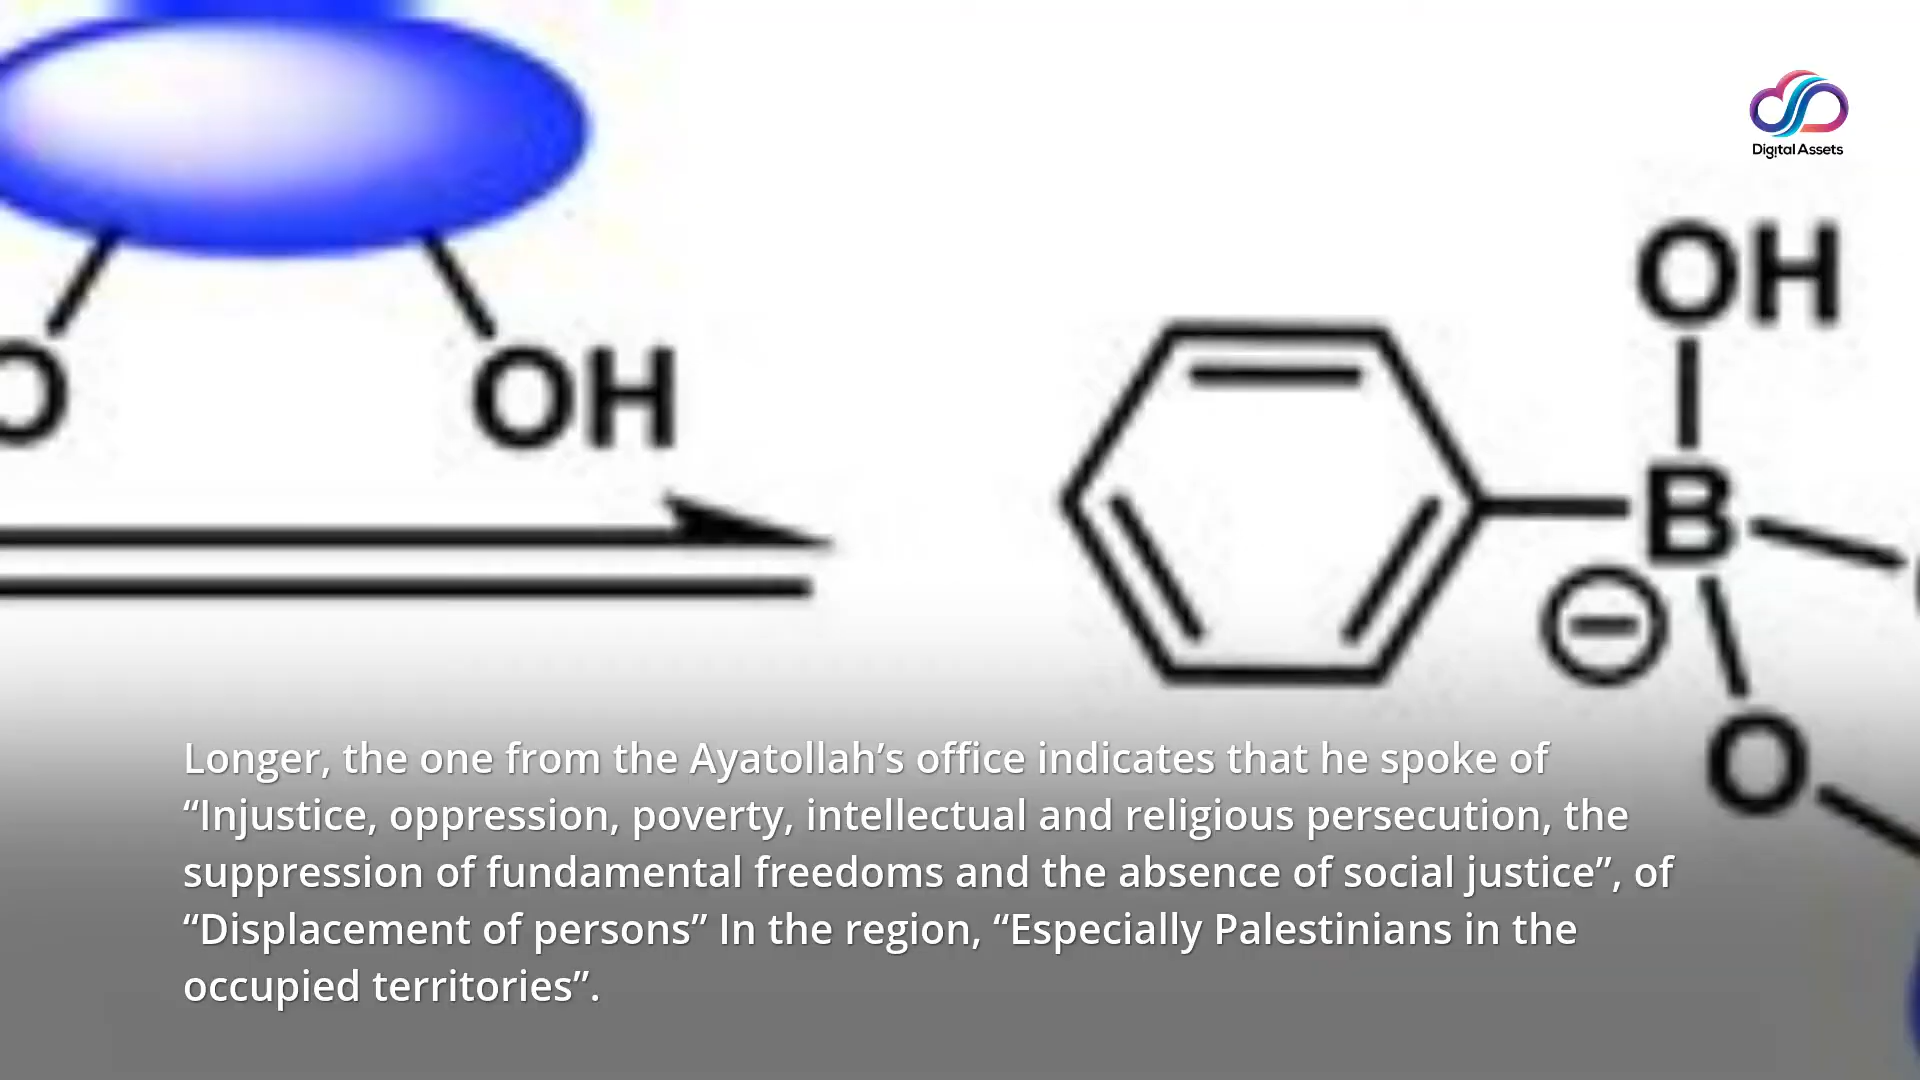 Digital Assets
OH
O
OH
B
O
Longer, the one from the Ayatollah’s office indicates that he spoke of
“Injustice, oppression, poverty, intellectual and religious persecution, the
suppression of fundamental freedoms and the absence of social justice”, of
“Displacement of persons” In the region, “Especially Palestinians in the
occupied territories”.